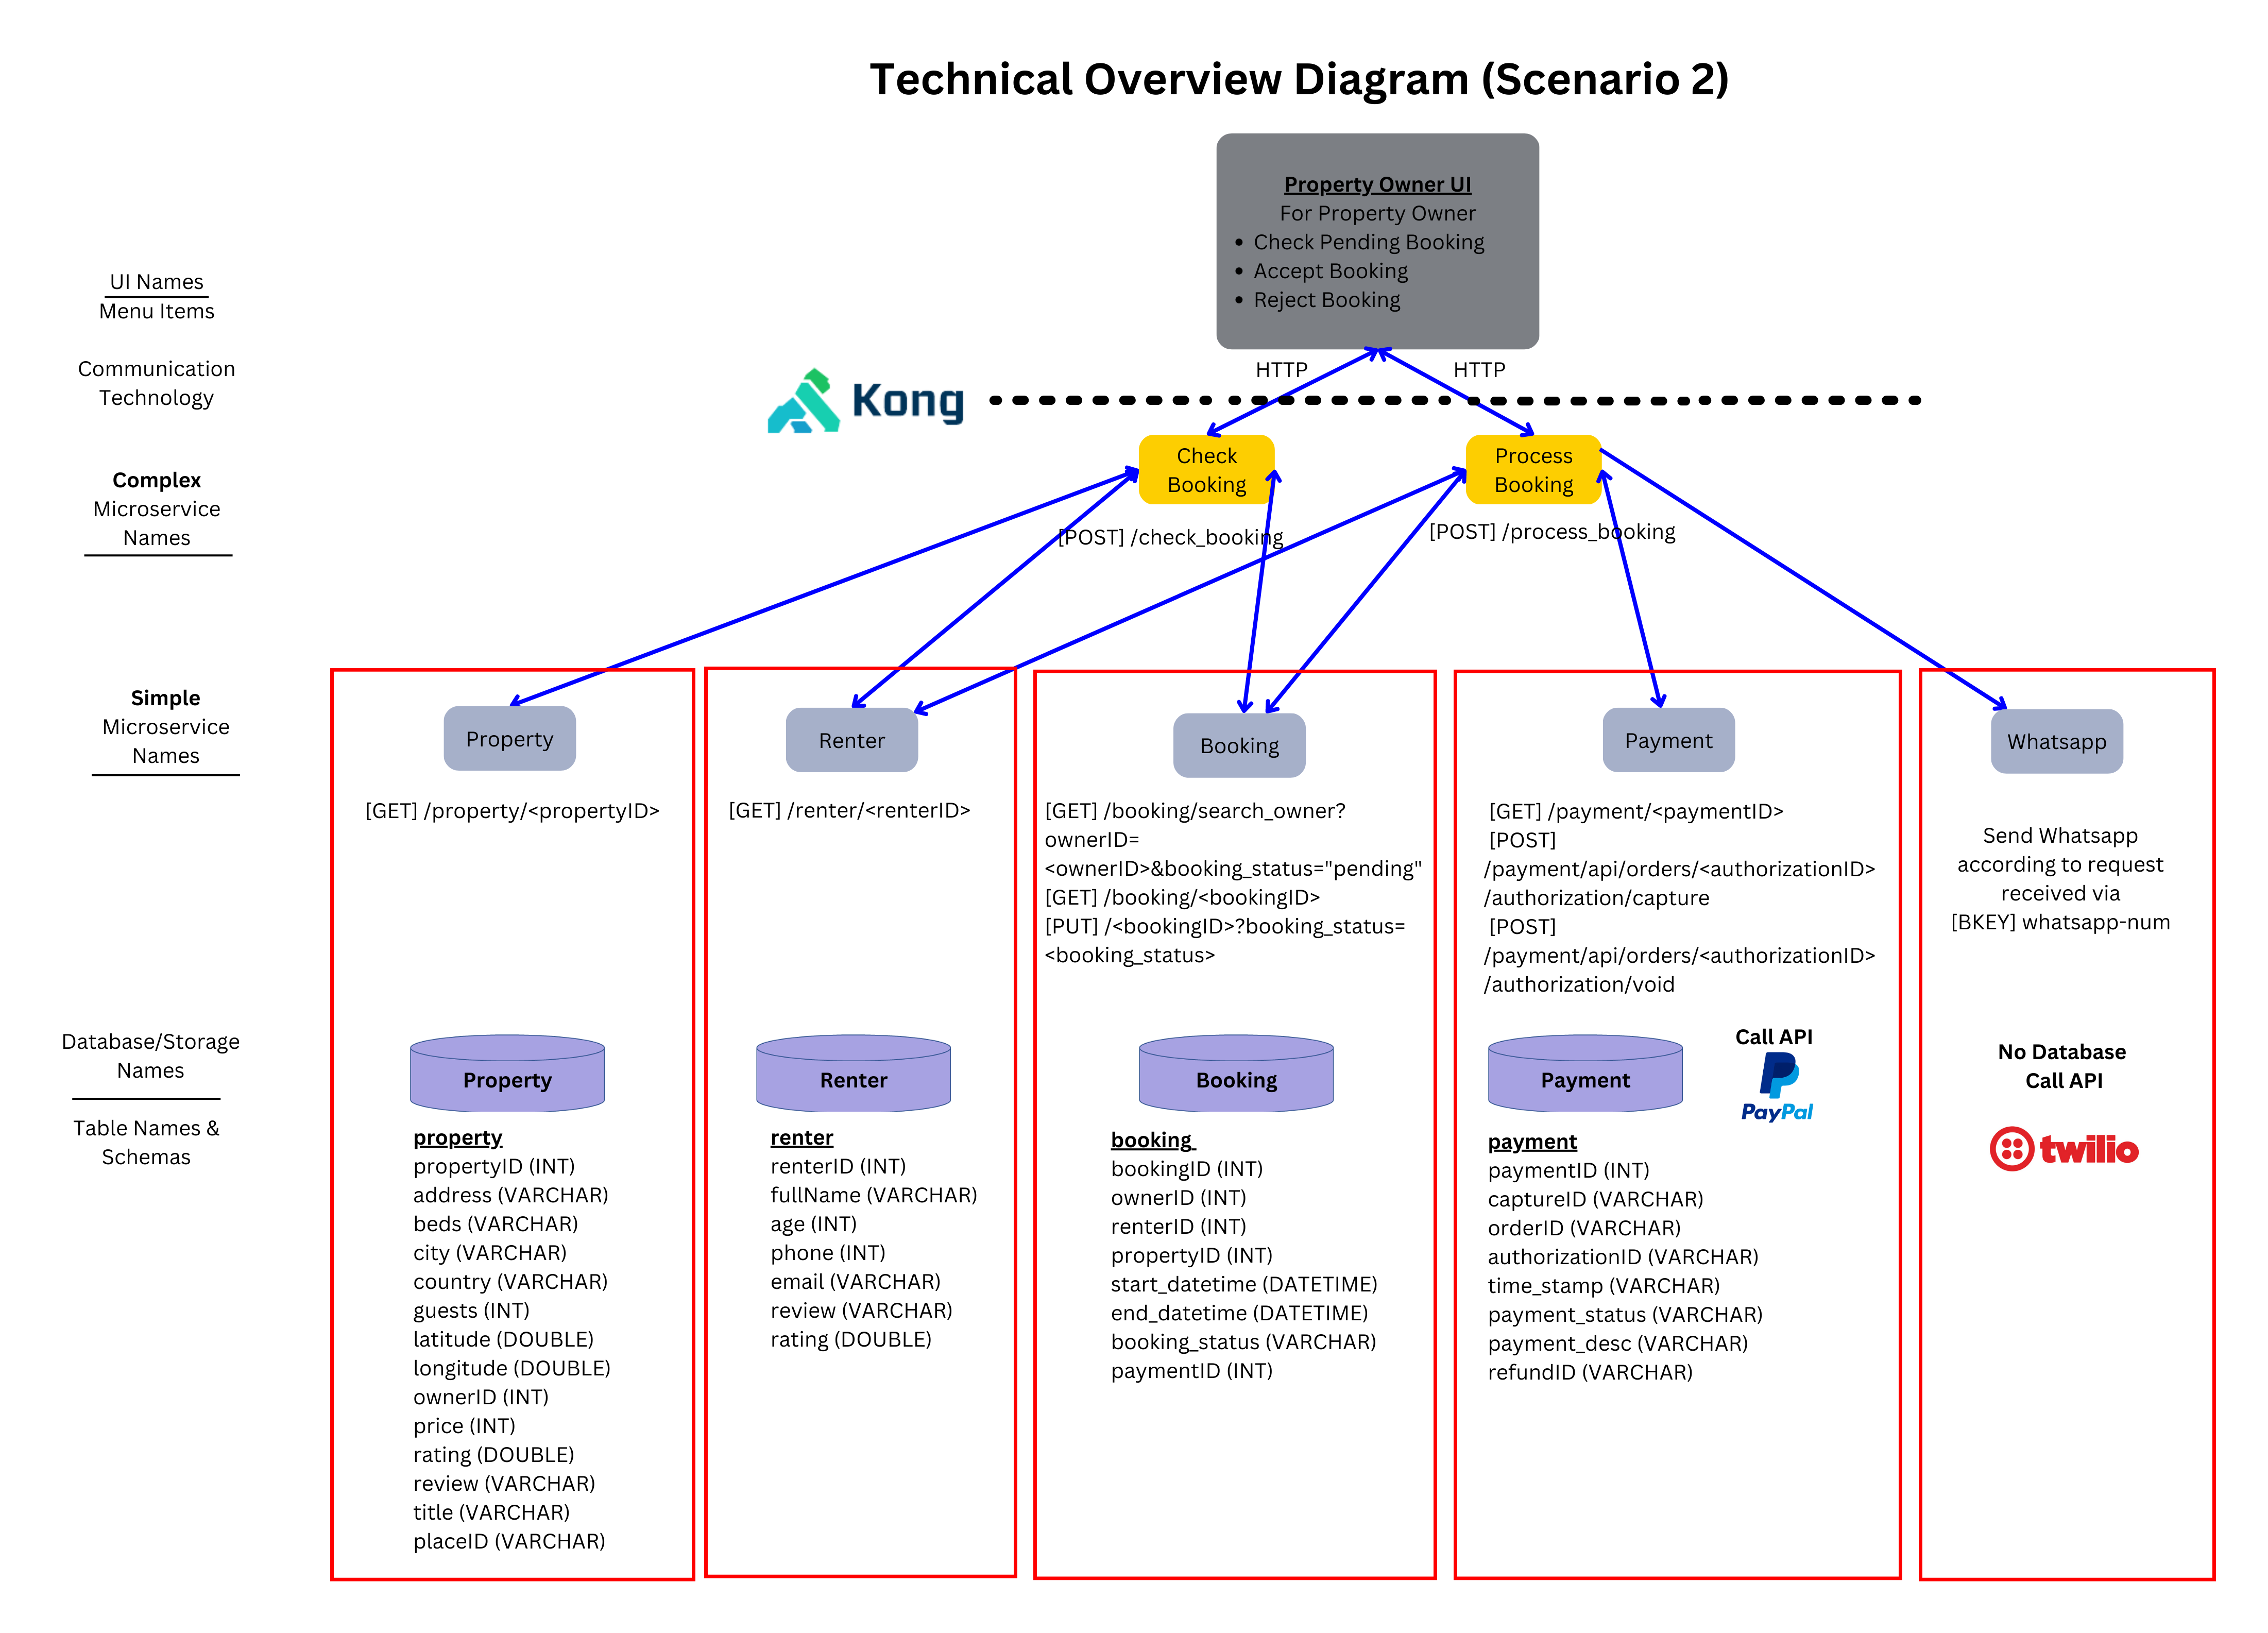 Technical Overview Diagram (Scenario 2)
Property Owner UI
For Property Owner
• Check Pending Booking
• Accept Booking
• Reject Booking
UI Names
Menu Items
Communication
Technology
HTTP
HTTP
Kong
Complex
Microservice
Names
Check
Booking
Process
Booking
[POST] /check_booking
[POST] /process_booking
Simple
Microservice
Names
Property
[GET] /property/<propertyID>
Renter
[GET] /renter/<renterID>
Booking
[GET] /booking/search_owner?
ownerID=
<ownerID>&booking_status="pending"
[GET] /booking/<bookingID>
[PUT] /<bookingID>?booking_status=
<booking_status>
Payment
[GET] /payment/<paymentID>
[POST]
/payment/api/orders/<authorizationID>
/authorization/capture
[POST]
/payment/api/orders/<authorizationID>
/authorization/void
Whatsapp
Send Whatsapp
according to request
received via
[BKEY] whatsapp-num
Database/Storage
Names
Table Names &
Schemas
Property
property
propertyID (INT)
address (VARCHAR)
beds (VARCHAR)
city (VARCHAR)
country (VARCHAR)
guests (INT)
latitude (DOUBLE)
longitude (DOUBLE)
ownerID (INT)
price (INT)
rating (DOUBLE)
review (VARCHAR)
title (VARCHAR)
placeID (VARCHAR)
Renter
renter
renterID (INT)
fullName (VARCHAR)
age (INT)
phone (INT)
email (VARCHAR)
review (VARCHAR)
rating (DOUBLE)
Booking
booking
bookingID (INT)
ownerID (INT)
renterID (INT)
propertyID (INT)
start_datetime (DATETIME)
end_datetime (DATETIME)
booking_status (VARCHAR)
paymentID (INT)
Payment
Call API
PayPal
payment
paymentID (INT)
captureID (VARCHAR)
orderID (VARCHAR)
authorizationID (VARCHAR)
time_stamp (VARCHAR)
payment_status (VARCHAR)
payment_desc (VARCHAR)
refundID (VARCHAR)
No Database
Call API
twilio